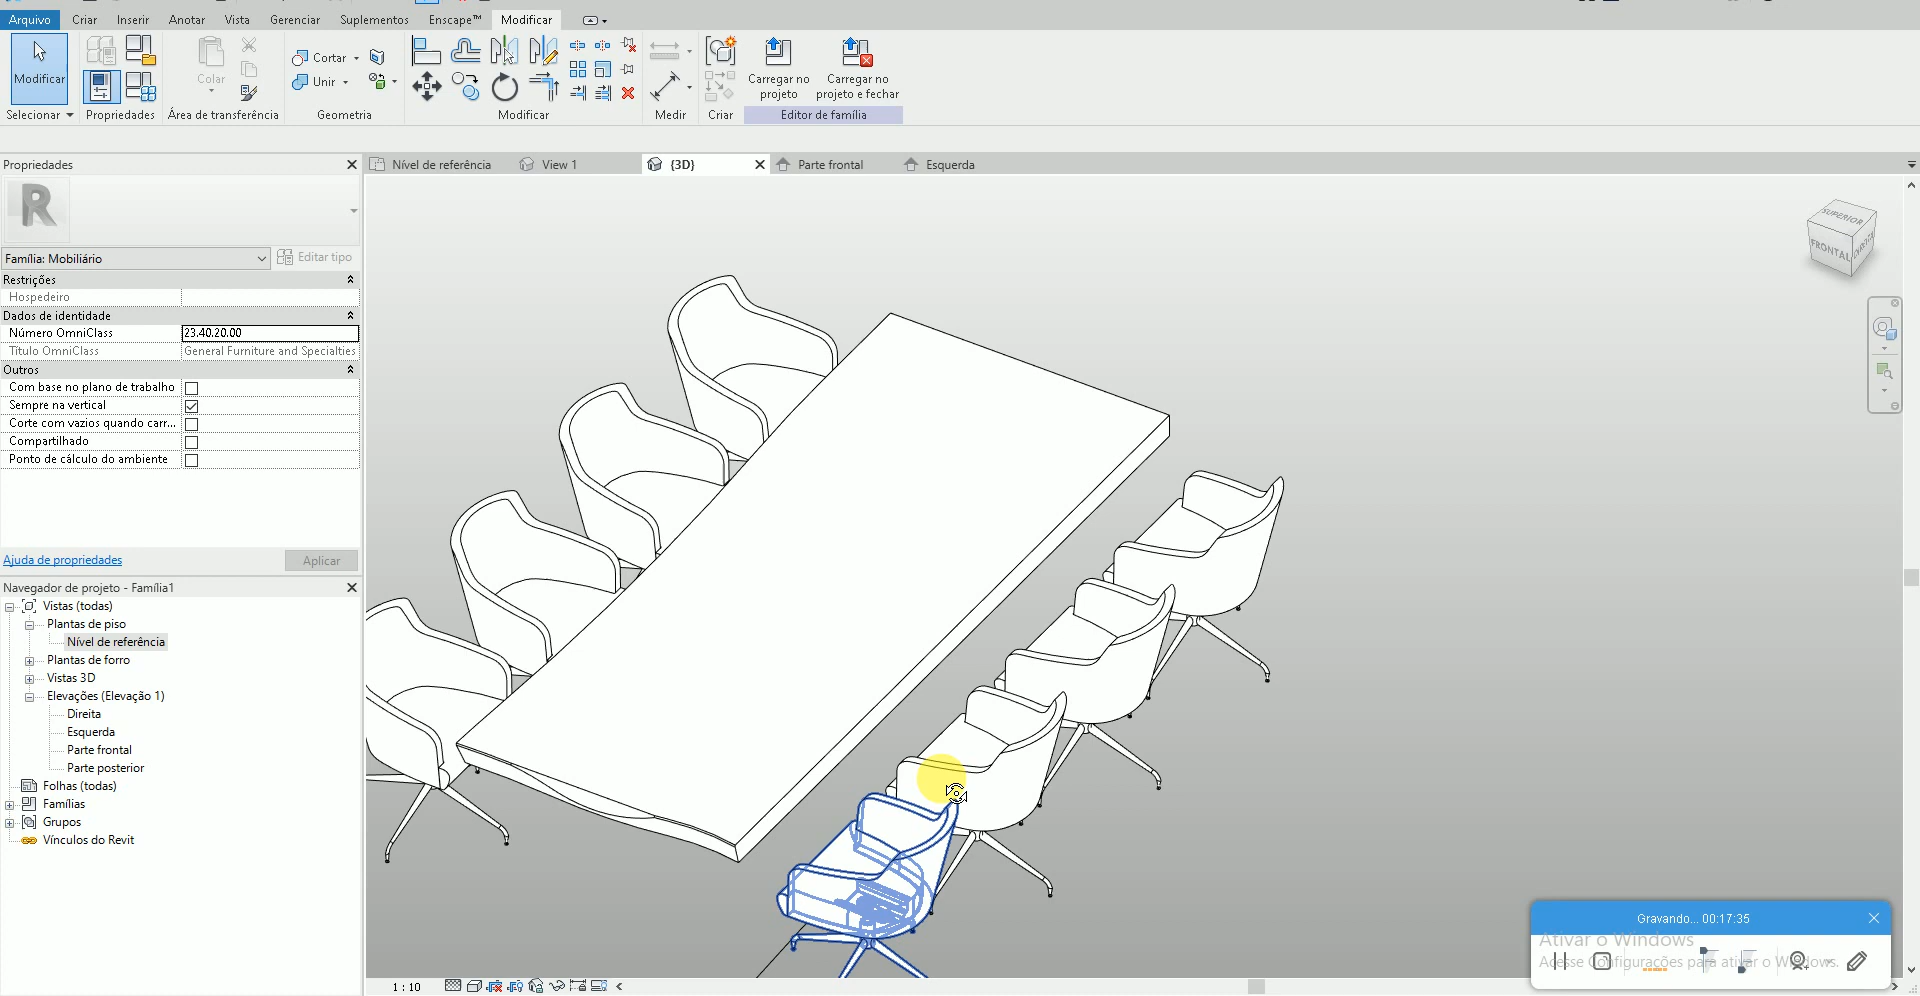 Arquivo Criar Inserir Anotar Vista Gerenciar Suplementos Enscape™ Modificar
Modificar
Colar
Cortar
Unir
Carregar no projeto
Carregar no projeto e fechar
Selecionar Propriedades Área de transferência Geometria Modificar Medir Criar Editor de família
Propriedades
Nível de referência View 1 {3D} Parte frontal Esquerda
R
Família: Mobiliário Editar tipo
Restrições
Hospedeiro
Dados de identidade
Número OmniClass 23.40.20.00
Título OmniClass General Furniture and Specialties
Outros
Com base no plano de trabalho
Sempre na vertical
Corte com vazios quando carr...
Compartilhado
Ponto de cálculo do ambiente
Ajuda de propriedades Aplicar
Navegador de projeto - Família1
Vistas (todas)
Plantas de piso
Nível de referência
Plantas de forro
Vistas 3D
Elevações (Elevação 1)
Direita
Esquerda
Parte frontal
Parte posterior
Folhas (todas)
Famílias
Grupos
Vínculos do Revit
SUPERIOR
FRONTAL
DIREITA
Gravando... 00:17:35
Ativar o Windows
Acesse Configurações para ativar o Windows.
1 : 10